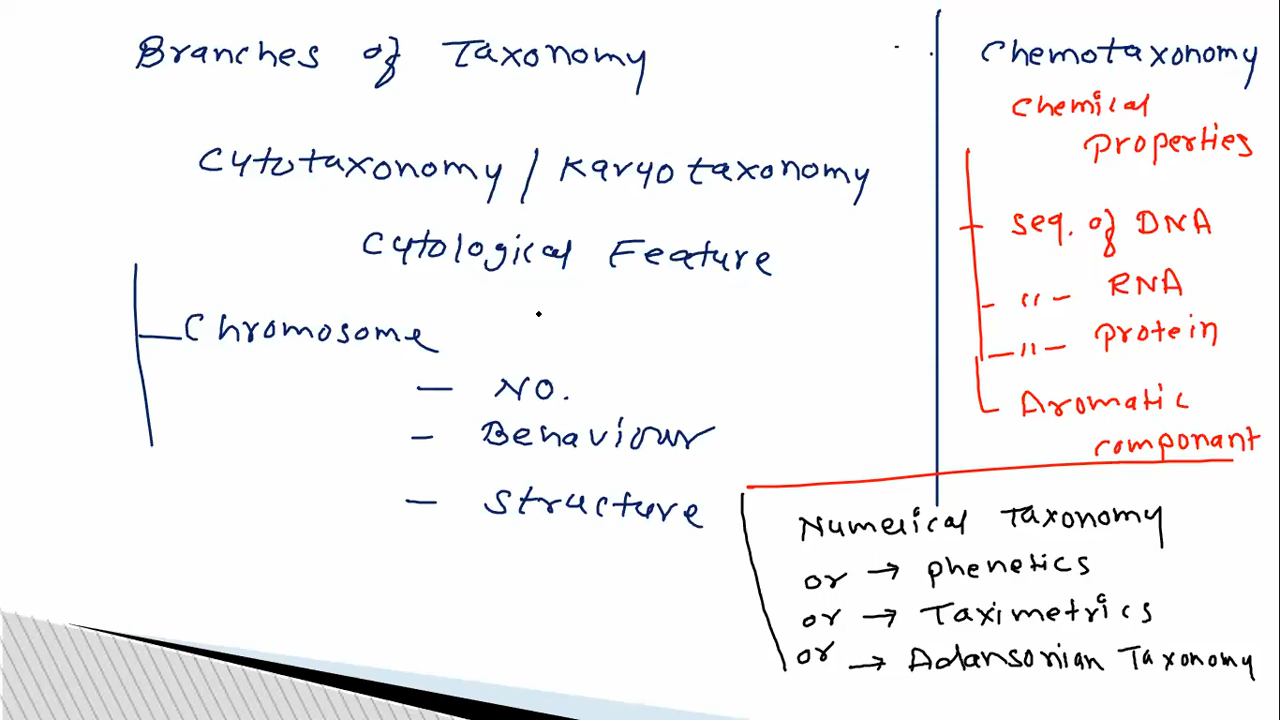 Branches of Taxonomy
Cytotaxonomy / Karyotaxonomy
Cytological Feature
Chromosome
- No.
- Behaviour
- Structure
Chemotaxonomy
Chemical
properties
seq. of DNA
-"- RNA
-"- protein
Aromatic
componant
Numerical Taxonomy
or → phenetics
or → Taximetrics
or → Adansonian Taxonomy